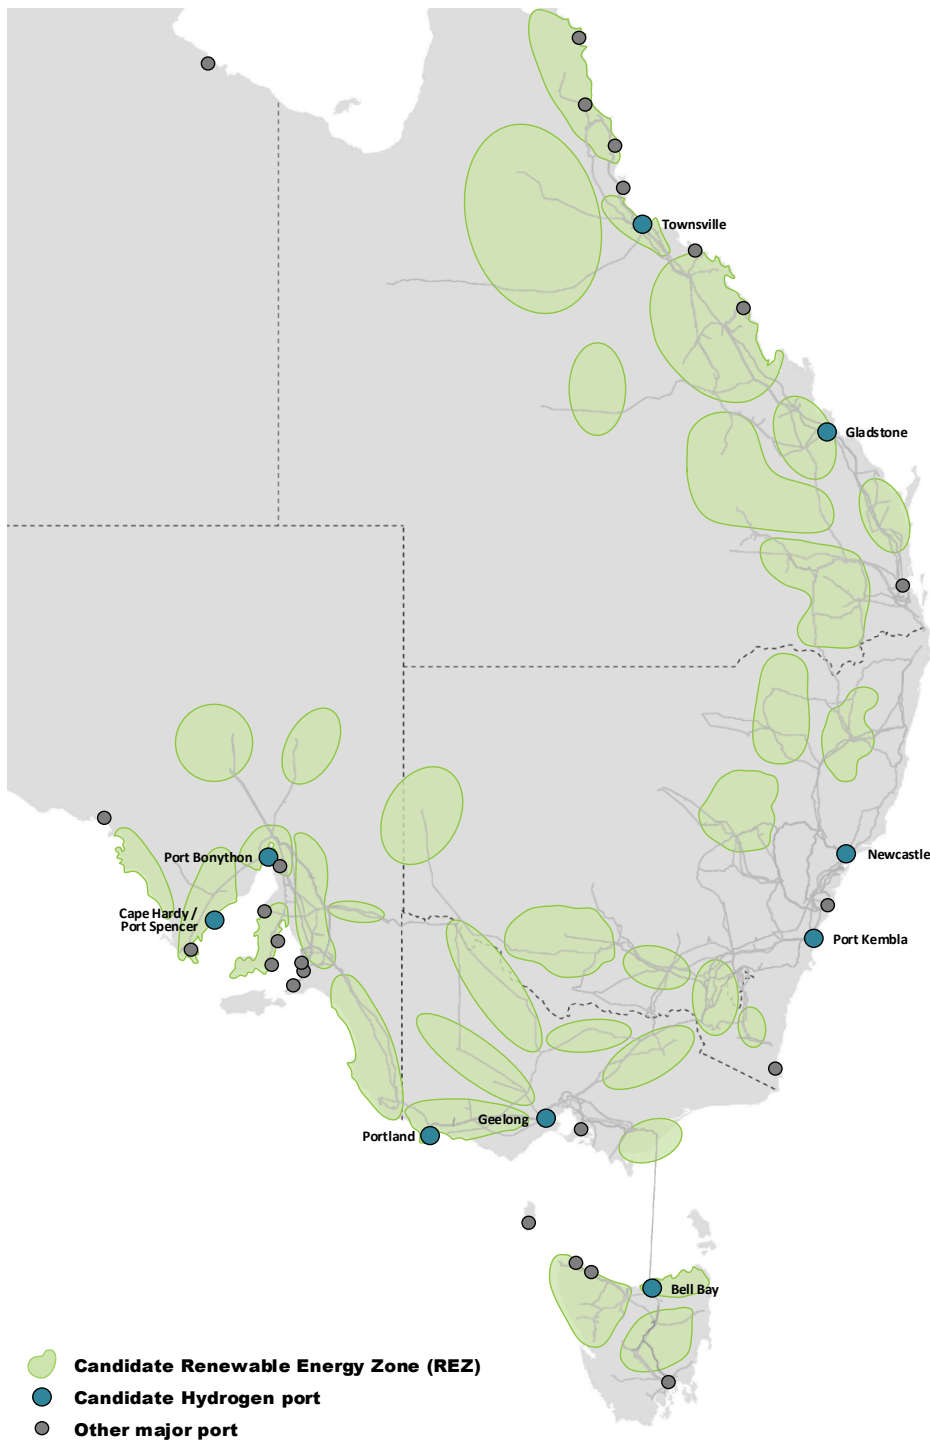 Townsville
Gladstone
Port Bonython
Newcastle
Cape Hardy /
Port Spencer
Port Kembla
Geelong
Portland
Bell Bay
Candidate Renewable Energy Zone (REZ)
Candidate Hydrogen port
Other major port